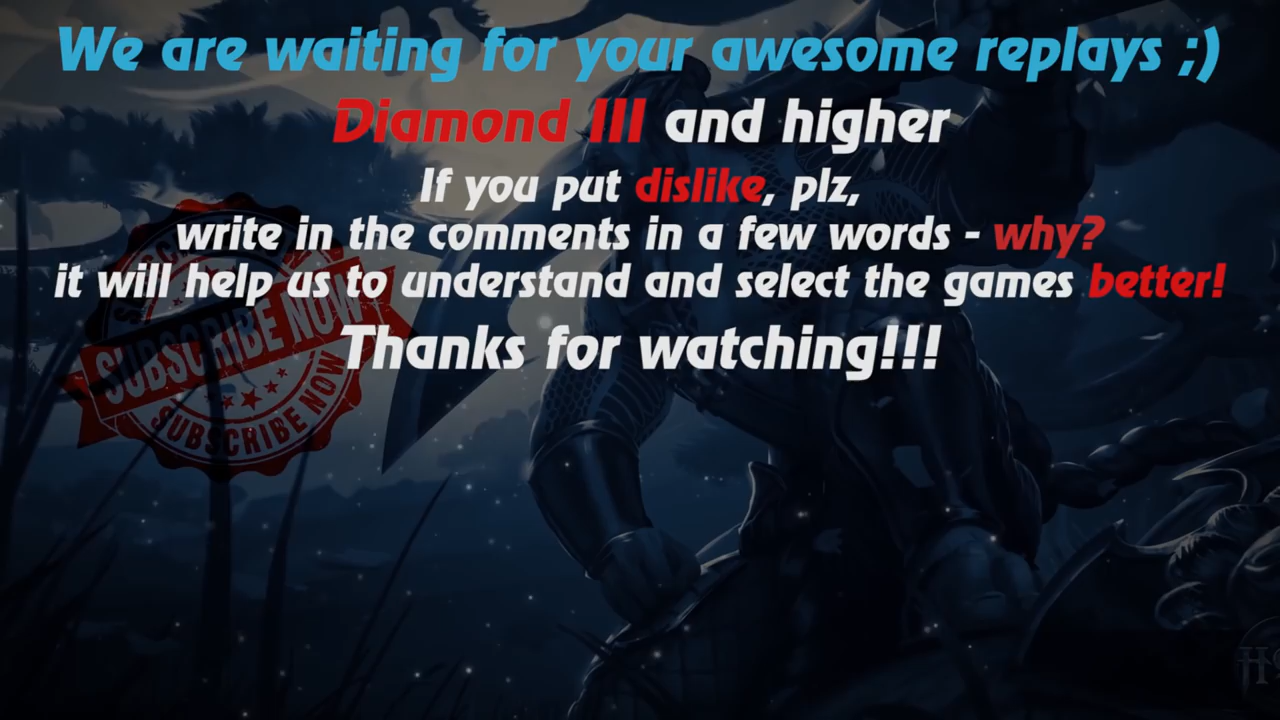 We are waiting for your awesome replays ;)
Diamond III and higher
If you put dislike, plz,
write in the comments in a few words - why?
it will help us to understand and select the games better!
Thanks for watching!!!
SUBSCRIBE NOW
SUBSCRIBE NOW